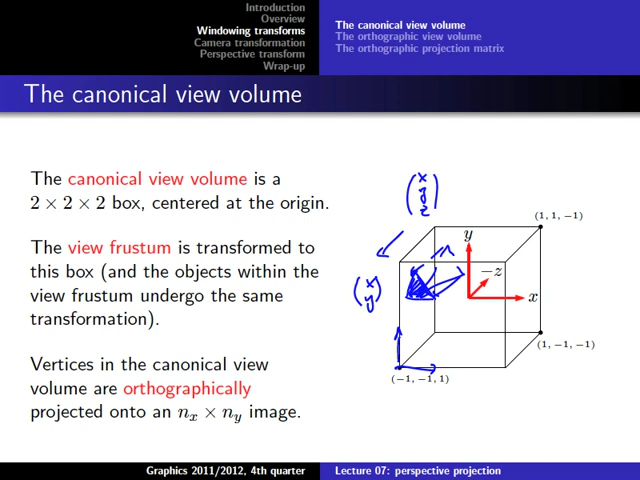 Introduction
Overview
Windowing transforms
Camera transformation
Perspective transform
Wrap-up
The canonical view volume
The orthographic view volume
The orthographic projection matrix
The canonical view volume
The canonical view volume is a
2 × 2 × 2 box, centered at the origin.
The view frustum is transformed to
this box (and the objects within the
view frustum undergo the same
transformation).
Vertices in the canonical view
volume are orthographically
projected onto an nx × ny image.
(x
y
z)
(x
y)
y
(1, 1, −1)
−z
x
(1, −1, −1)
(−1, −1, 1)
Graphics 2011/2012, 4th quarter
Lecture 07: perspective projection